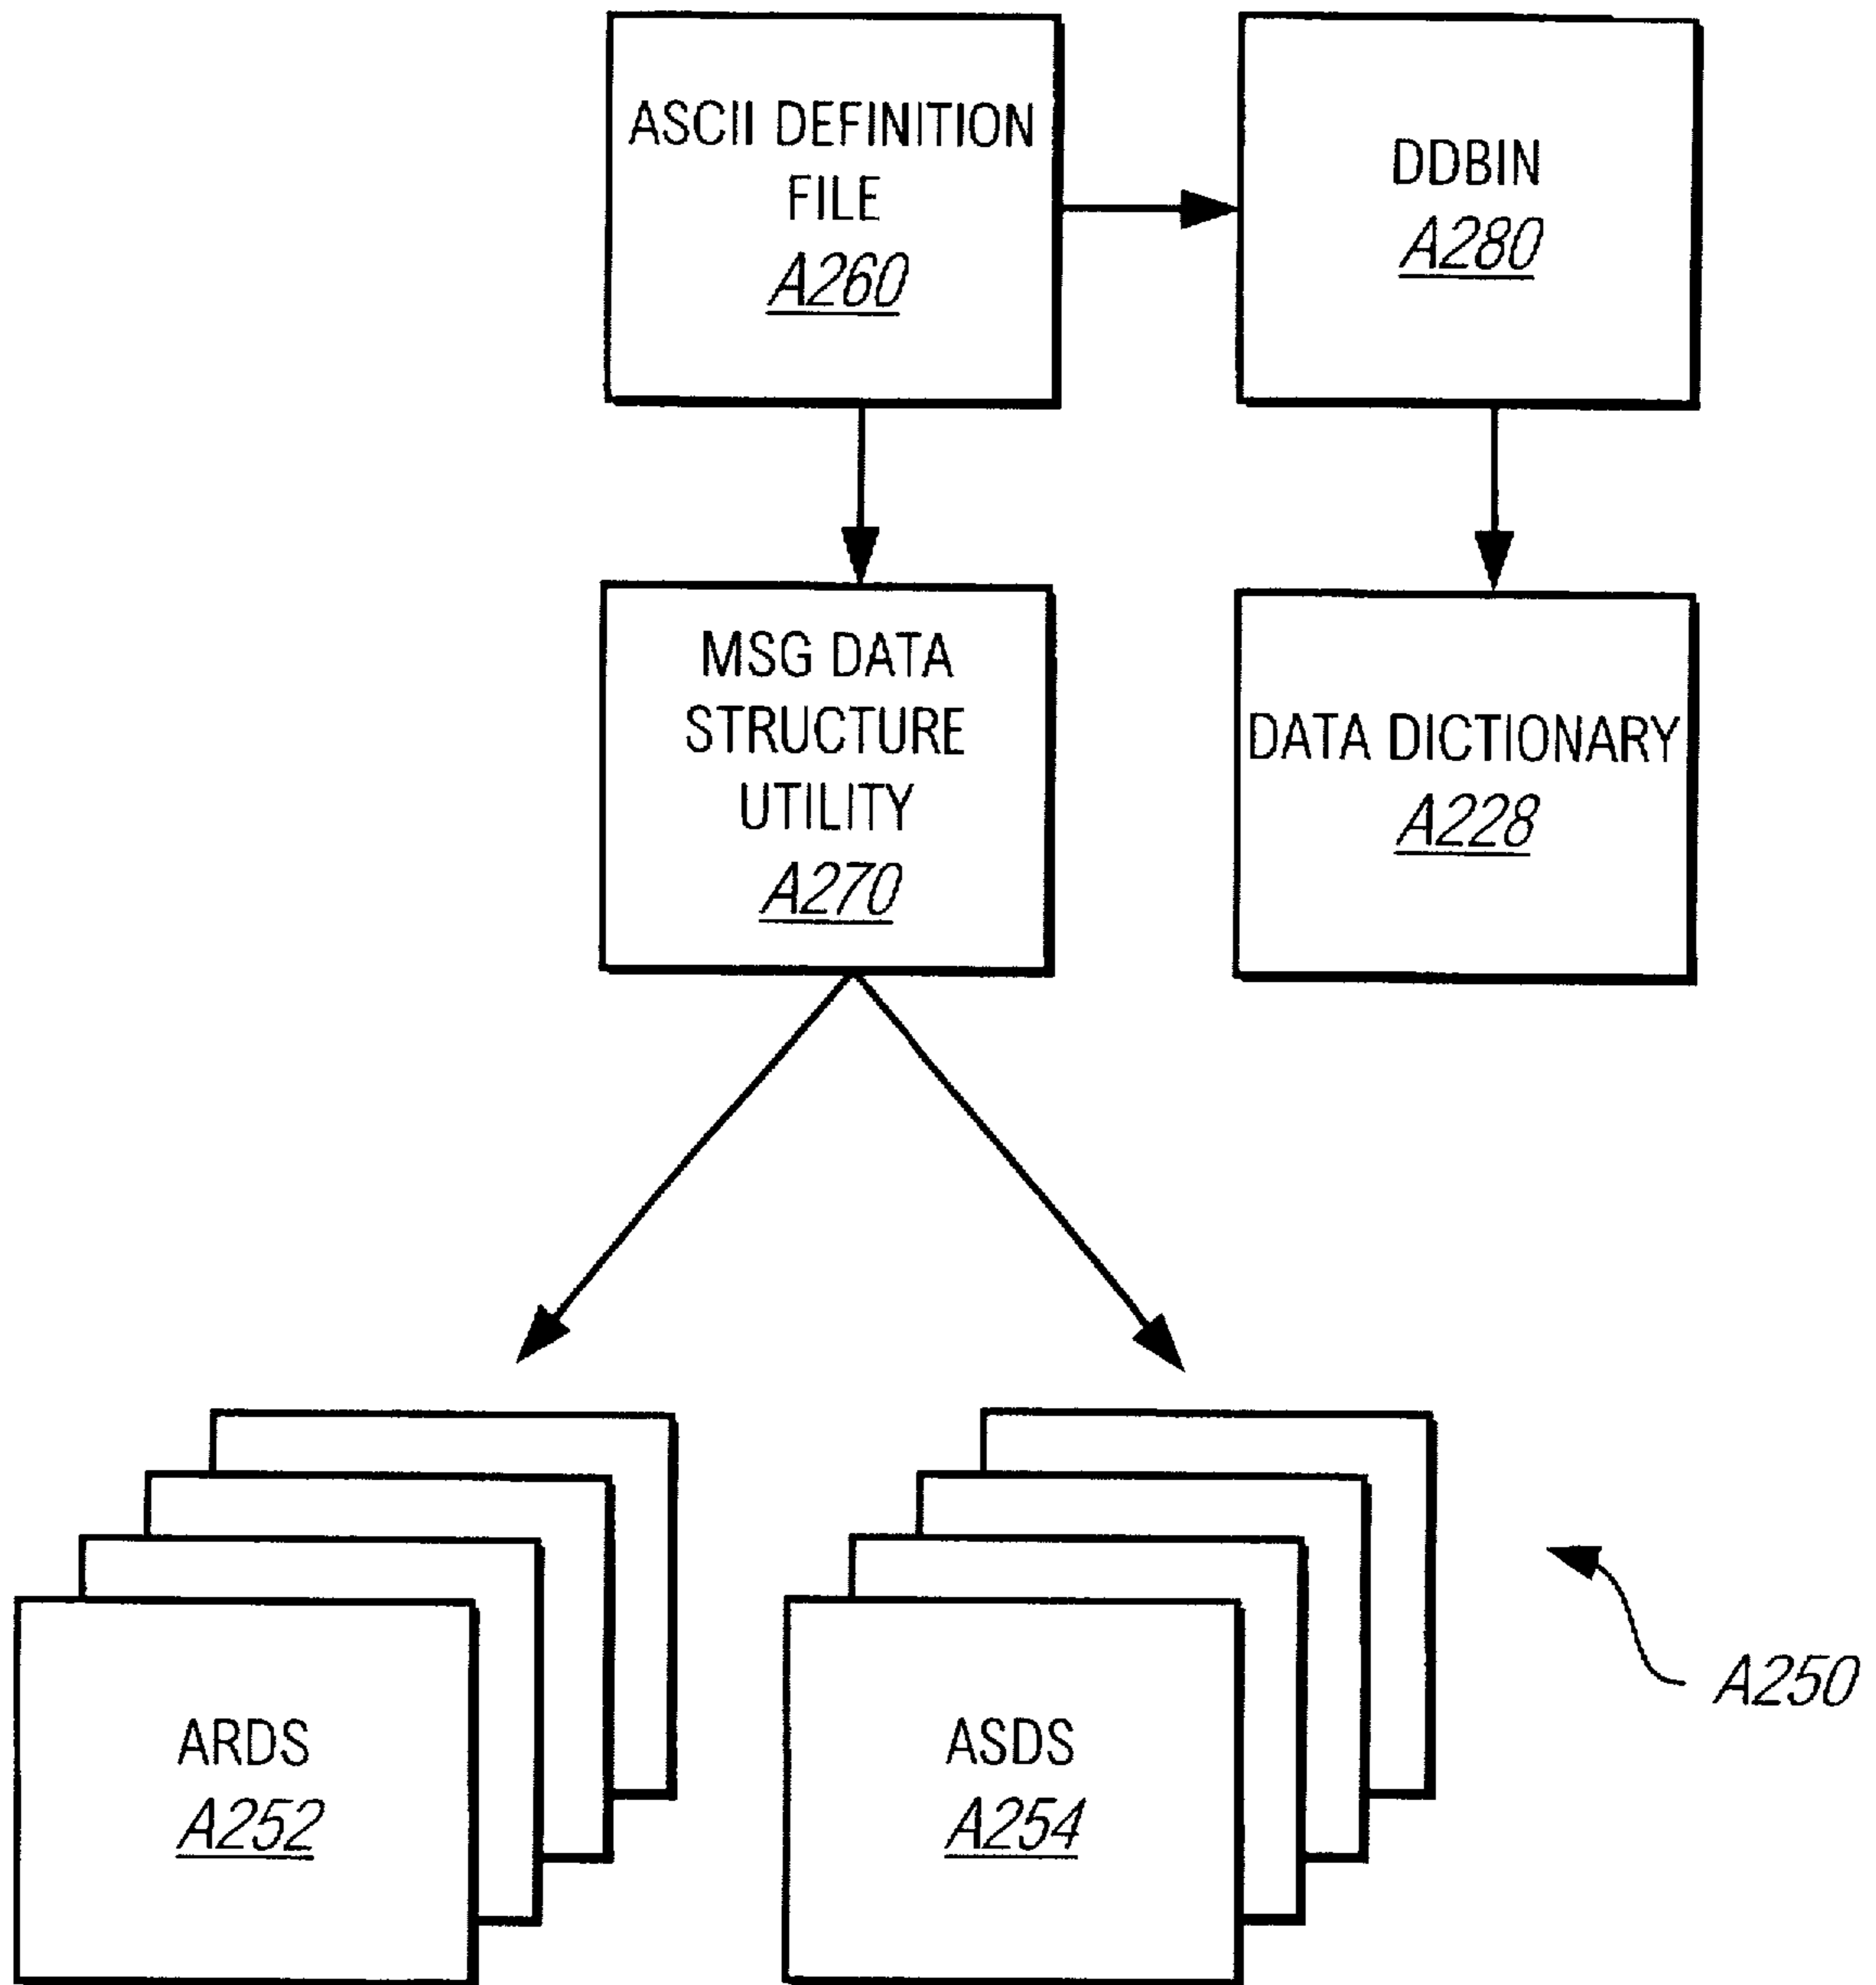 ASCII DEFINITION
FILE
A260
DDBIN
A280
MSG DATA
STRUCTURE
UTILITY
A270
DATA DICTIONARY
A228
ARDS
A252
ASDS
A254
A250